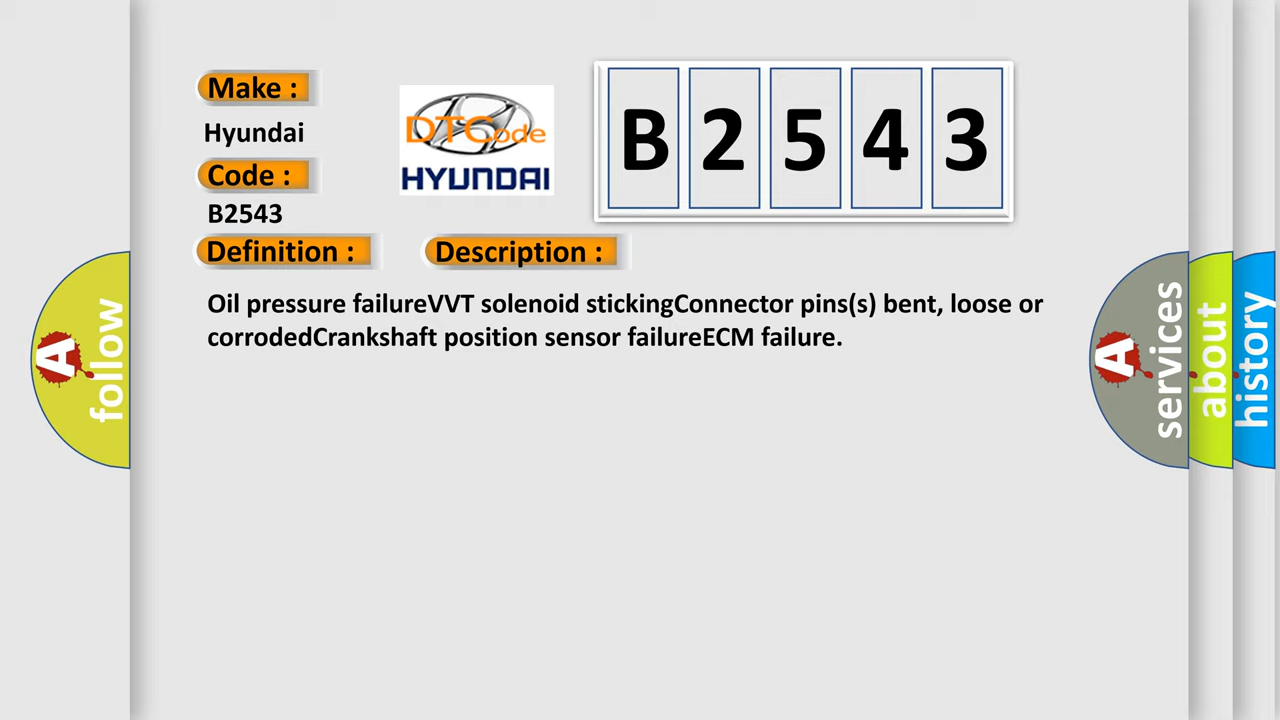 Make :
Hyundai
Code :
B2543
Definition :
Description :
Oil pressure failureVVT solenoid stickingConnector pins(s) bent, loose or
corrodedCrankshaft position sensor failureECM failure.
DTCode
HYUNDAI
B 2 5 4 3
A follow
A services
about
history